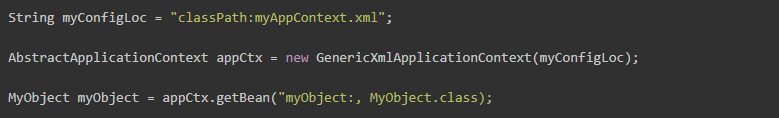 String myConfigLoc = "classPath:myAppContext.xml";
AbstractApplicationContext appCtx = new GenericXmlApplicationContext(myConfigLoc);
MyObject myObject = appCtx.getBean("myObject:, MyObject.class);